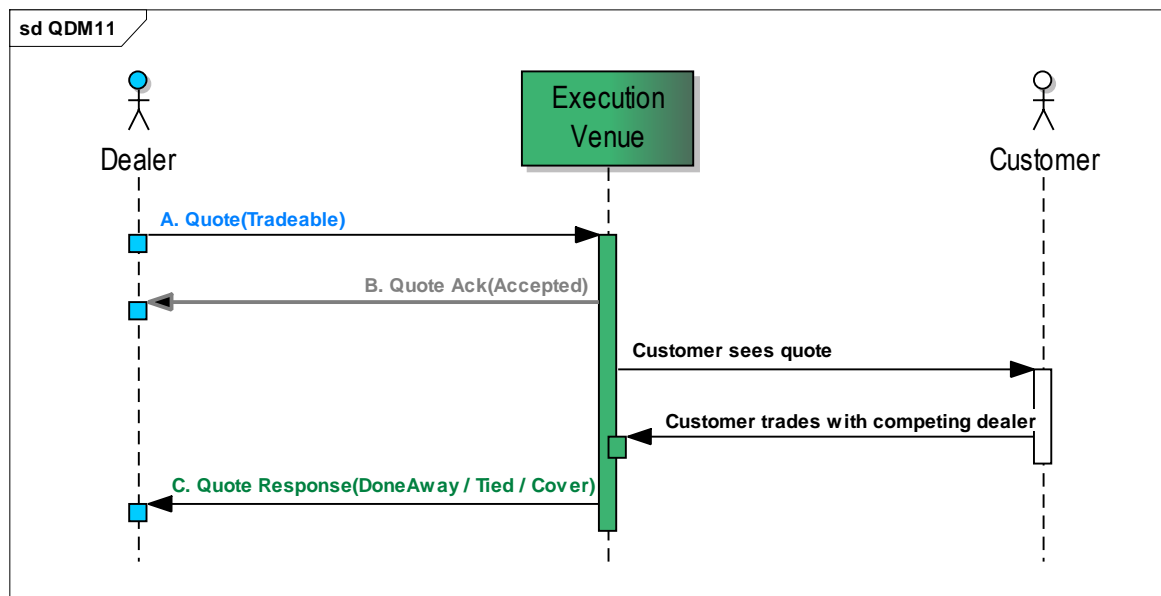 sd QDM11
Dealer
Execution
Venue
Customer
A. Quote(Tradeable)
B. Quote Ack(Accepted)
Customer sees quote
Customer trades with competing dealer
C. Quote Response(DoneAway / Tied / Cover)